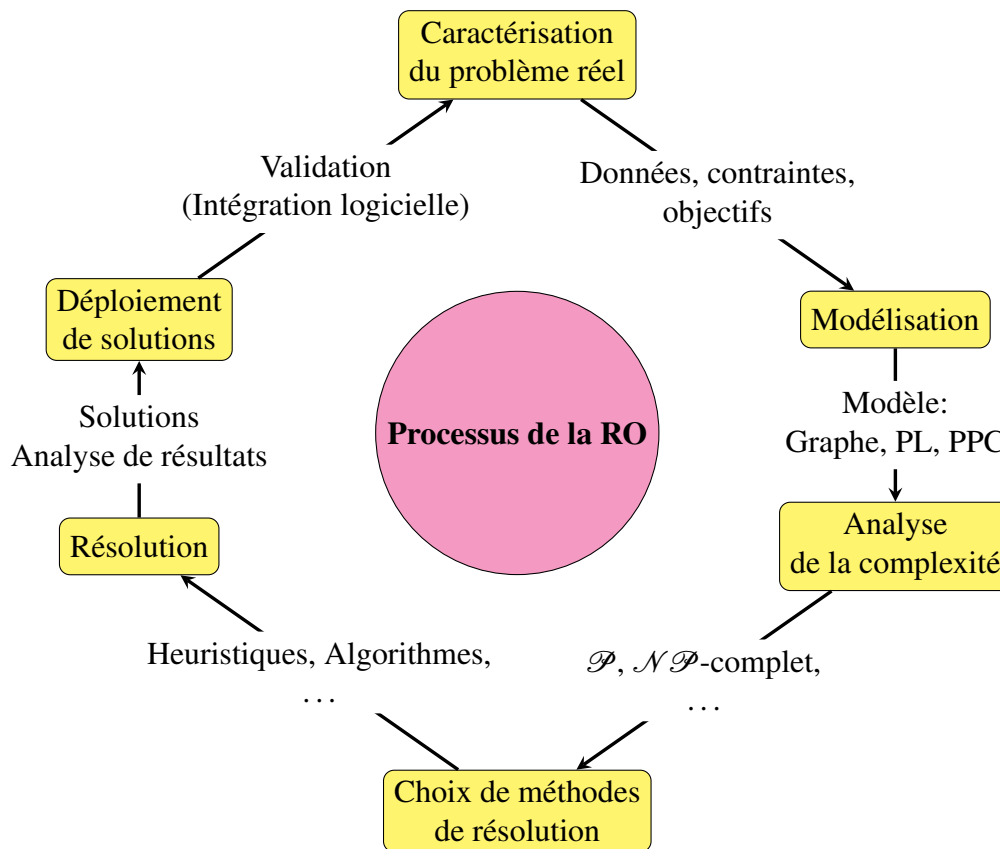 Caractérisation
du problème réel
Données, contraintes,
objectifs
Modélisation
Modèle:
Graphe, PL, PPC
Analyse
de la complexité
𝒫, 𝒩𝒫-complet,
…
Choix de méthodes
de résolution
Heuristiques, Algorithmes,
…
Résolution
Solutions
Analyse de résultats
Déploiement
de solutions
Validation
(Intégration logicielle)
Processus de la RO